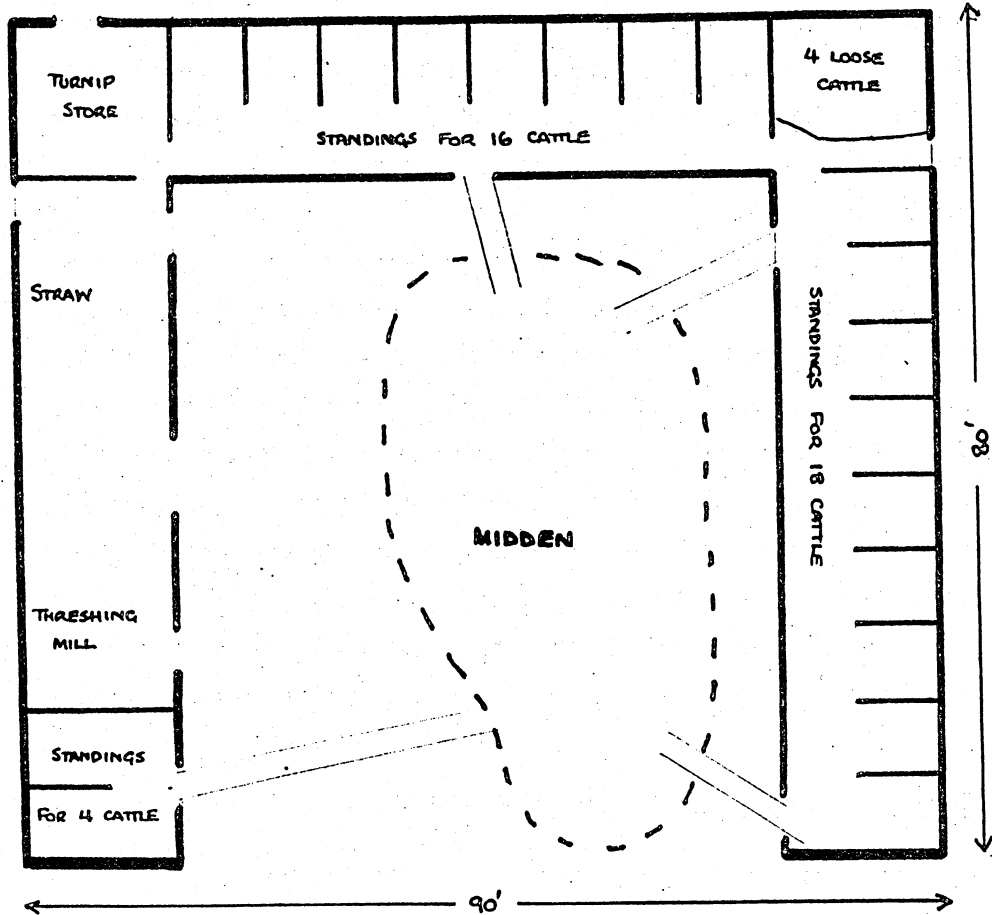 TURNIP
STORE
4 LOOSE
CATTLE
STANDINGS FOR 16 CATTLE
STRAW
STANDINGS FOR 18 CATTLE
80'
MIDDEN
THRESHING
MILL
STANDINGS
FOR 4 CATTLE
90'